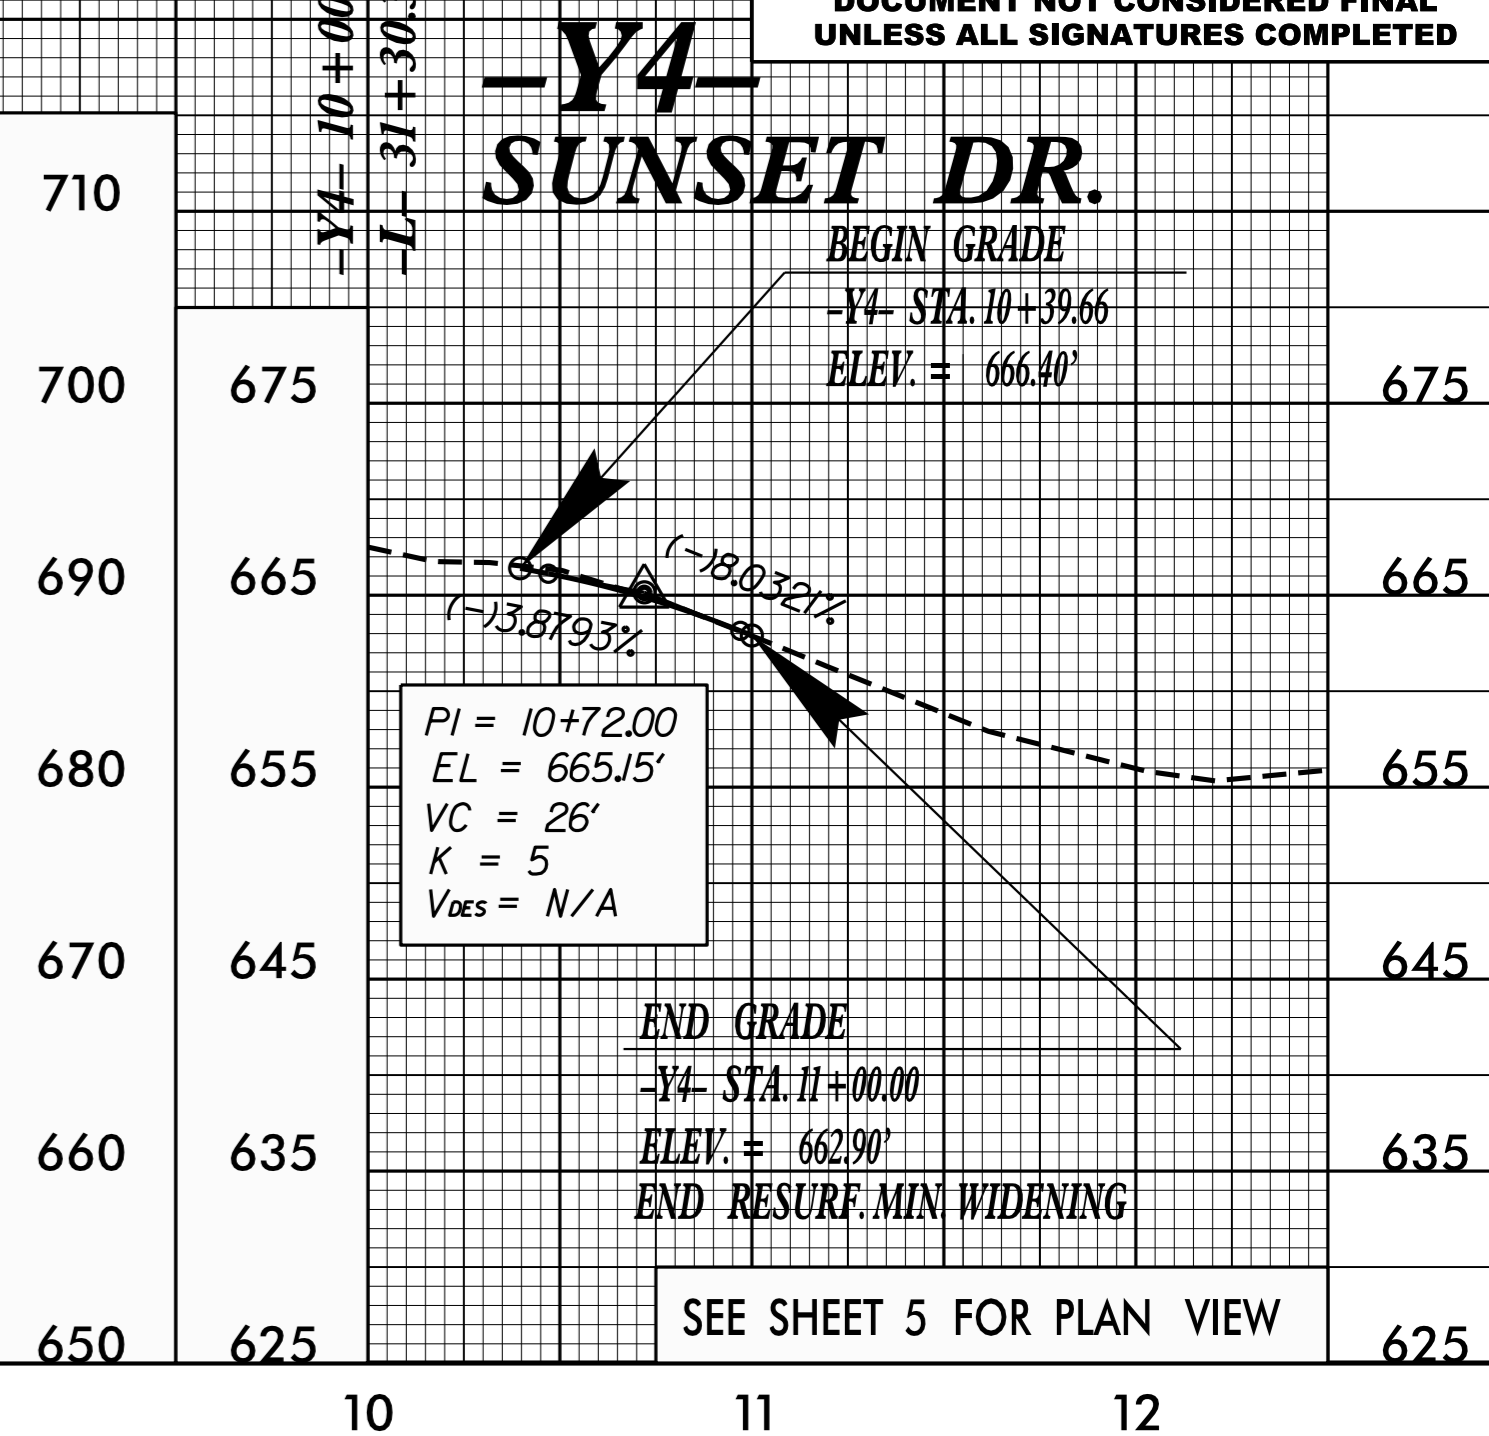 DOCUMENT NOT CONSIDERED FINAL
UNLESS ALL SIGNATURES COMPLETED
-Y4- 10+00
-L- 31+30.
–Y4–
SUNSET DR.
BEGIN GRADE
-Y4- STA. 10+39.66
ELEV. = 666.40'
710
700
690
680
670
660
650
675
665
655
645
635
625
(-)3.8793%
(-)8.0321%
PI = 10+72.00
EL = 665.15'
VC = 26'
K = 5
VDES = N/A
END GRADE
-Y4- STA. 11+00.00
ELEV. = 662.90'
END RESURF. MIN. WIDENING
SEE SHEET 5 FOR PLAN VIEW
675
665
655
645
635
625
10 11 12